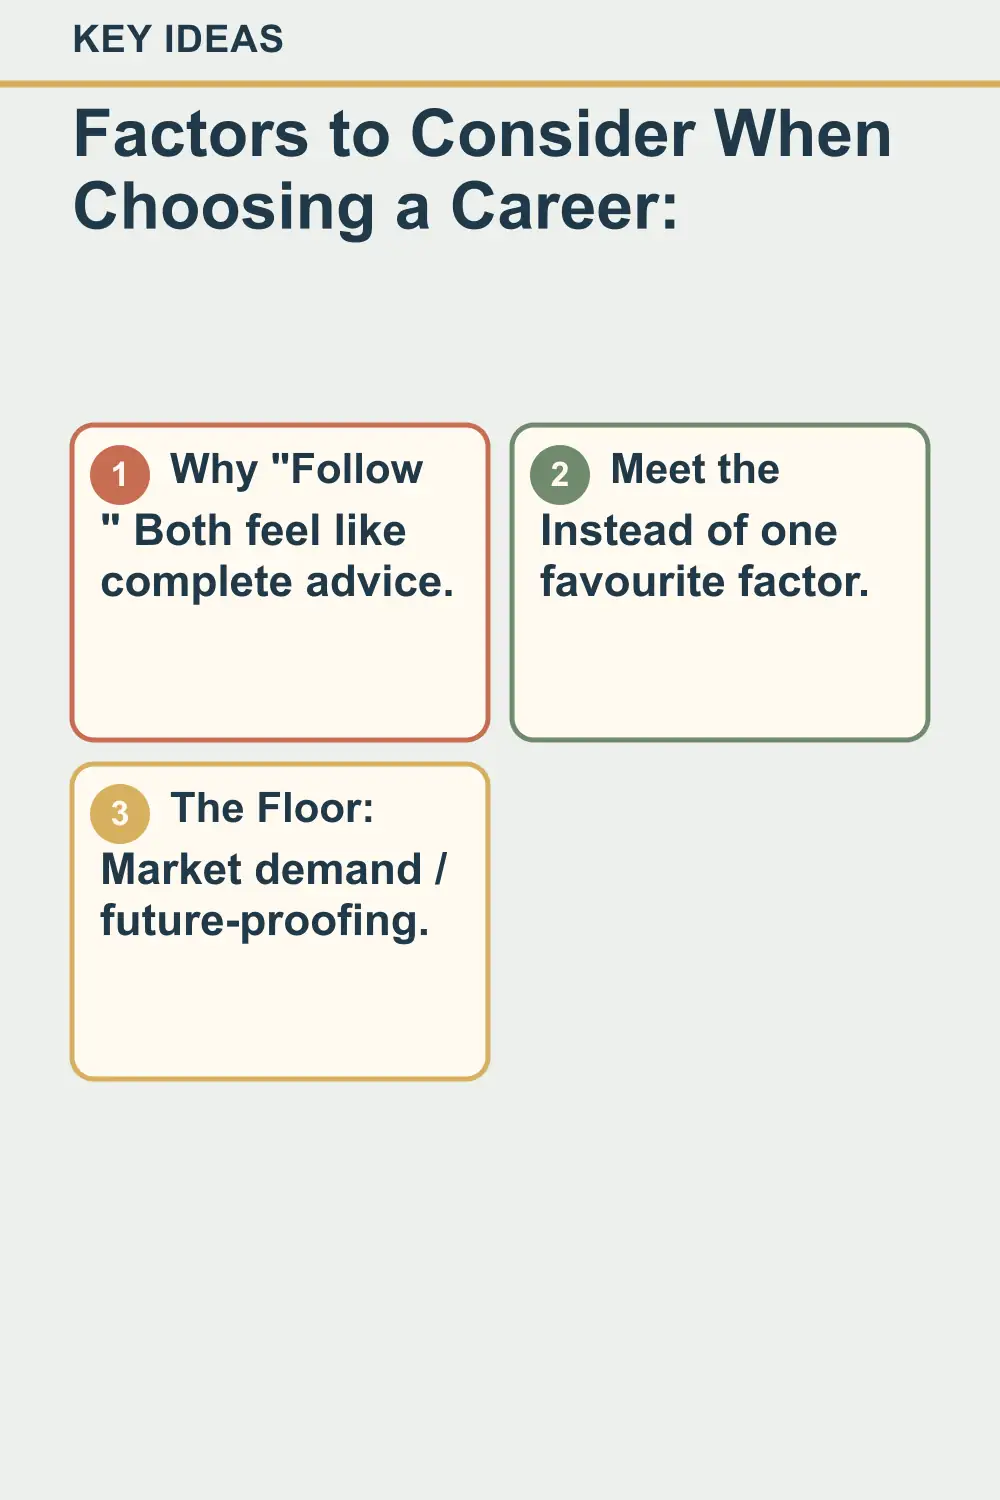 KEY IDEAS
Factors to Consider When
Choosing a Career:
1 Why "Follow
" Both feel like
complete advice.
2 Meet the
Instead of one
favourite factor.
3 The Floor:
Market demand /
future-proofing.